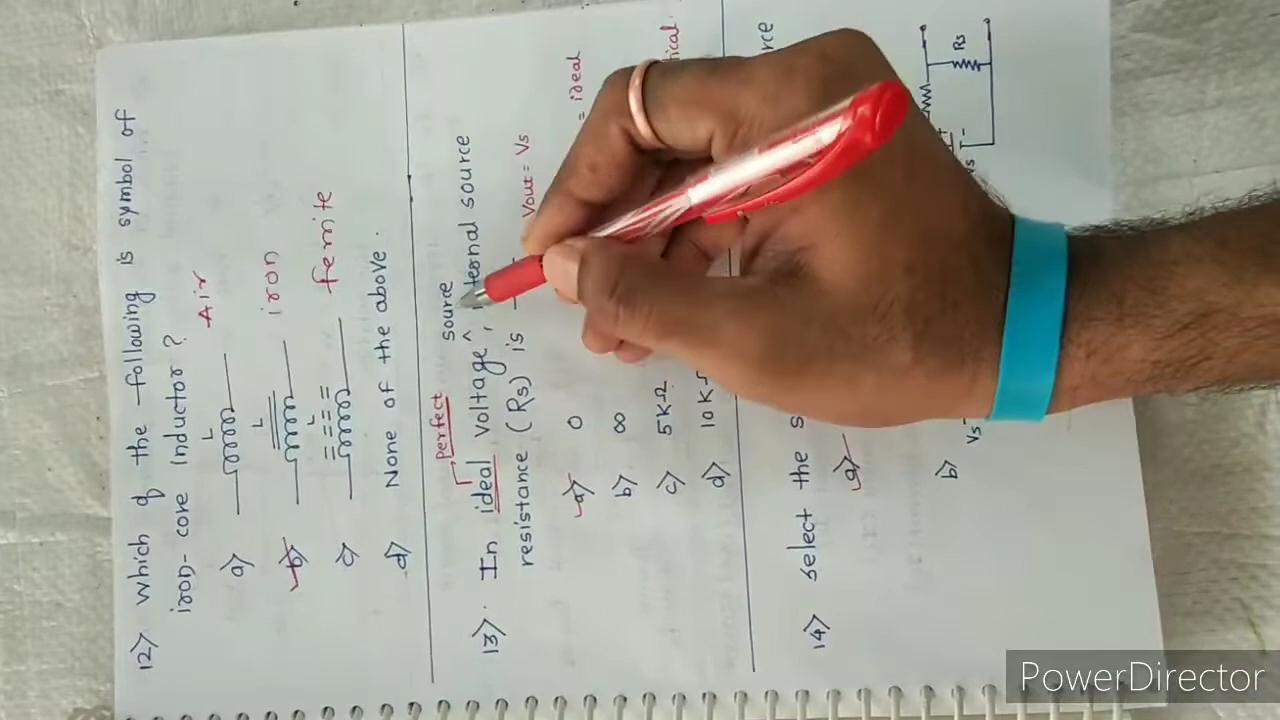 12> Which of the following is symbol of
iron-core Inductor ?
a> L Air
b> L iron
c> L ferrite
d> None of the above.
Perfect source
13>. In ideal voltage ^, internal source
resistance (Rs) is Vout = Vs
a> 0 = ideal
b> ∞
c> 5KΩ
d> 10K
14> select the
a>
b> Vs
Rs
+
-
PowerDirector